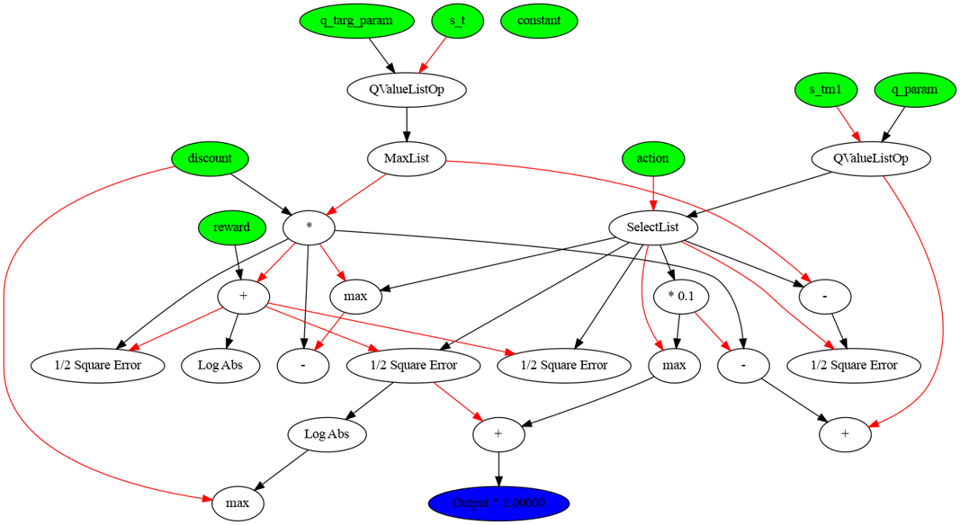 q_targ_param
s_t
constant
QValueListOp
s_tm1
q_param
discount
MaxList
action
QValueListOp
reward
*
SelectList
+
max
* 0.1
-
1/2 Square Error
Log Abs
-
1/2 Square Error
1/2 Square Error
max
-
1/2 Square Error
Log Abs
+
+
max
Output * 1.00000